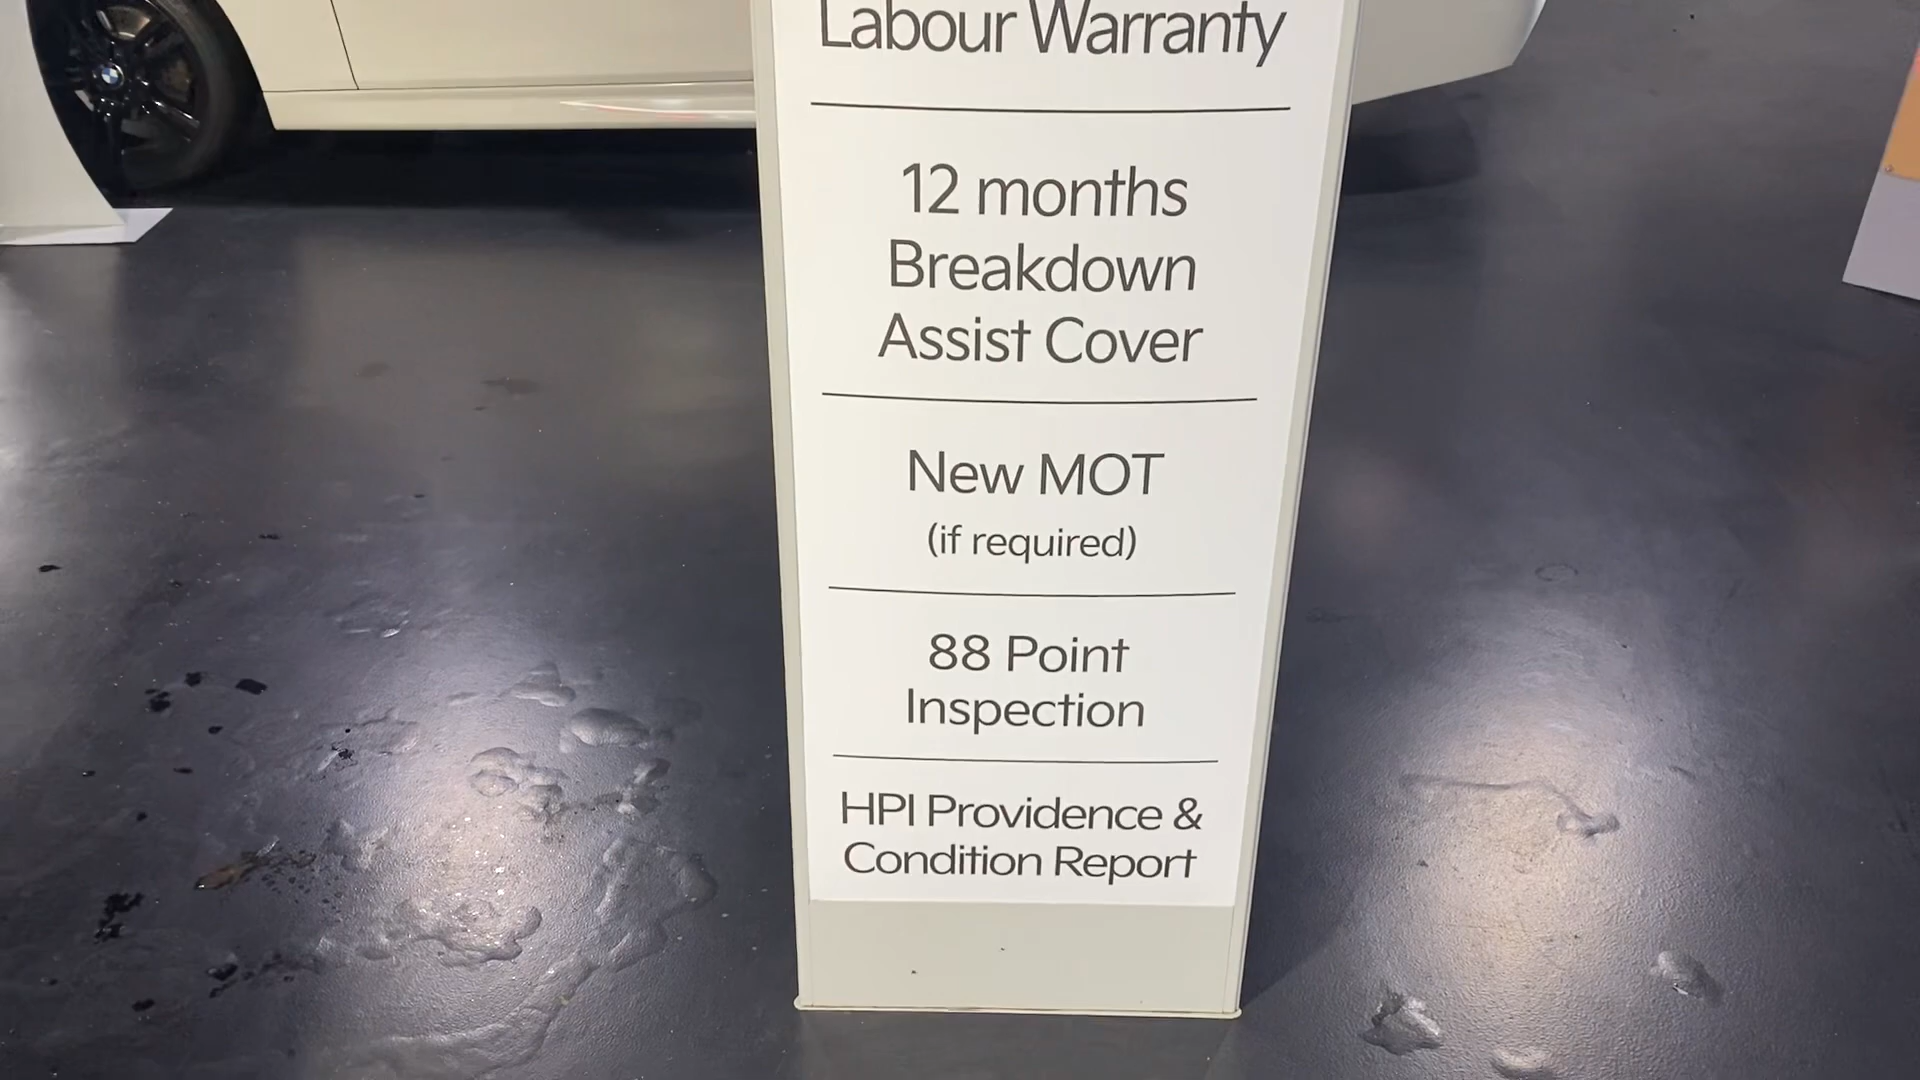 Labour Warranty
12 months
Breakdown
Assist Cover
New MOT
(if required)
88 Point
Inspection
HPI Providence &
Condition Report